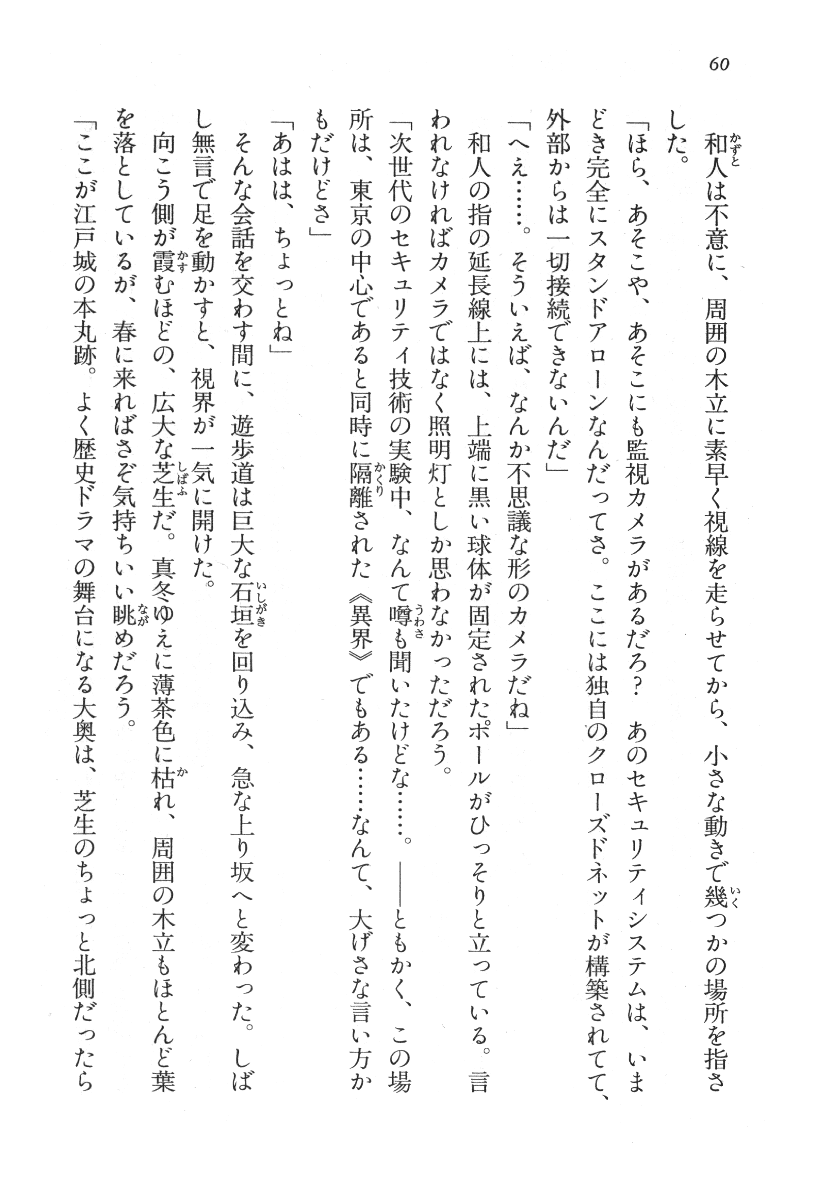 60
和人は不意に、周囲の木立に素早く視線を走らせてから、小さな動きで幾つかの場所を指さ
した。
「ほら、あそこや、あそこにも監視カメラがあるだろ？　あのセキュリティシステムは、いま
どき完全にスタンドアローンなんだってさ。ここには独自のクローズドネットが構築されてて、
外部からは一切接続できないんだ」
「へえ……。そういえば、なんか不思議な形のカメラだね」
和人の指の延長線上には、上端に黒い球体が固定されたポールがひっそりと立っている。言
われなければカメラではなく照明灯としか思わなかっただろう。
「次世代のセキュリティ技術の実験中、なんて噂も聞いたけどな……。――ともかく、この場
所は、東京の中心であると同時に隔離された《異界》でもある……なんて、大げさな言い方か
もだけどさ」
「あはは、ちょっとね」
そんな会話を交わす間に、遊歩道は巨大な石垣を回り込み、急な上り坂へと変わった。しば
し無言で足を動かすと、視界が一気に開けた。
向こう側が霞むほどの、広大な芝生だ。真冬ゆえに薄茶色に枯れ、周囲の木立もほとんど葉
を落としているが、春に来ればさぞ気持ちいい眺めだろう。
「ここが江戸城の本丸跡。よく歴史ドラマの舞台になる大奥は、芝生のちょっと北側だったら